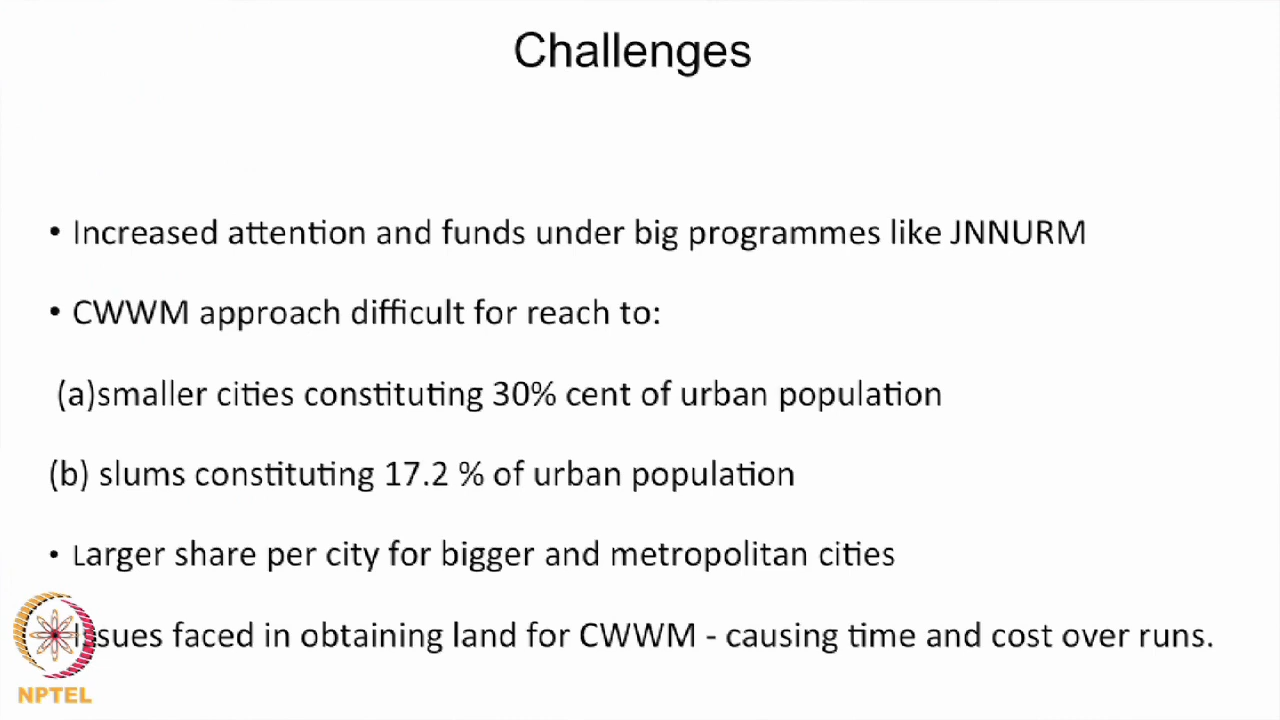 Challenges
• Increased attention and funds under big programmes like JNNURM
• CWWM approach difficult for reach to:
(a)smaller cities constituting 30% cent of urban population
(b) slums constituting 17.2 % of urban population
• Larger share per city for bigger and metropolitan cities
Issues faced in obtaining land for CWWM - causing time and cost over runs.
NPTEL